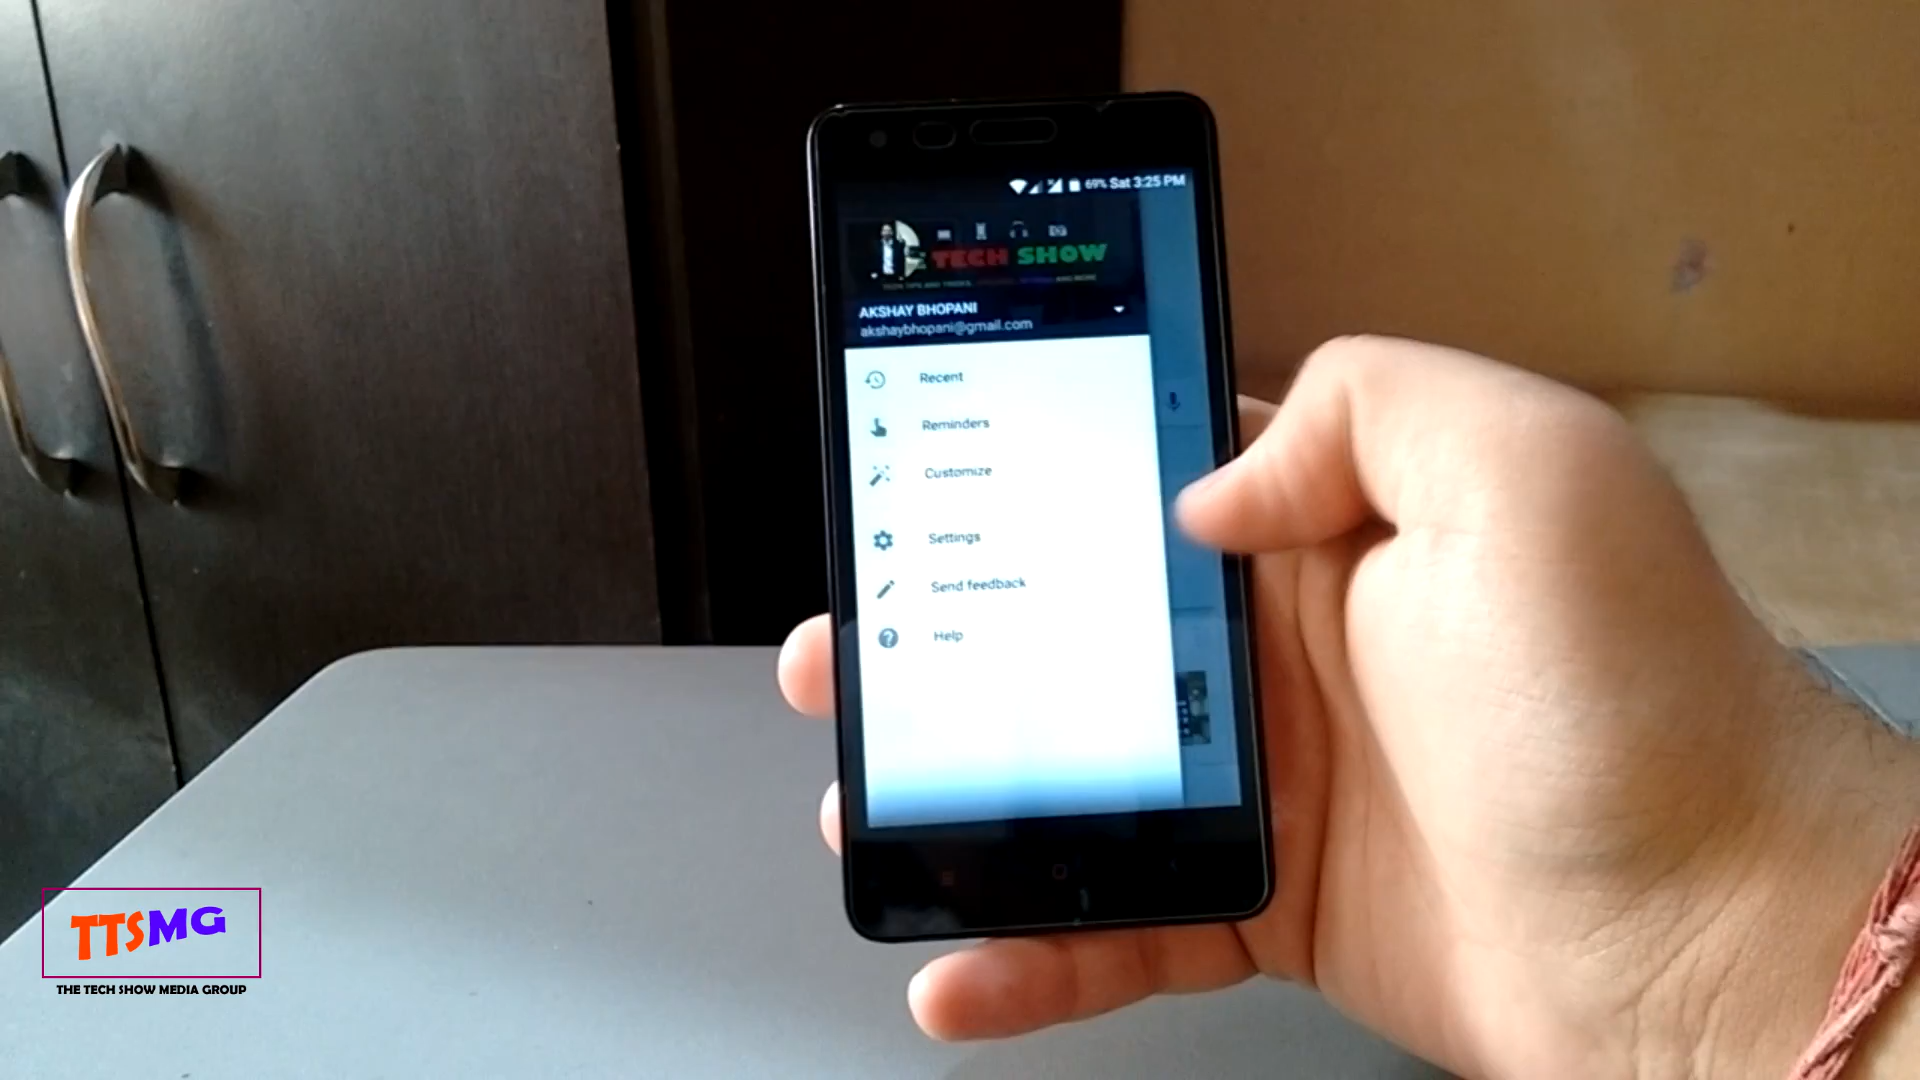 69% Sat 3:25 PM
TECH SHOW
AKSHAY BHOPANI
akshaybhopani@gmail.com
Recent
Reminders
Customize
Settings
Send feedback
Help
TTSMG
THE TECH SHOW MEDIA GROUP